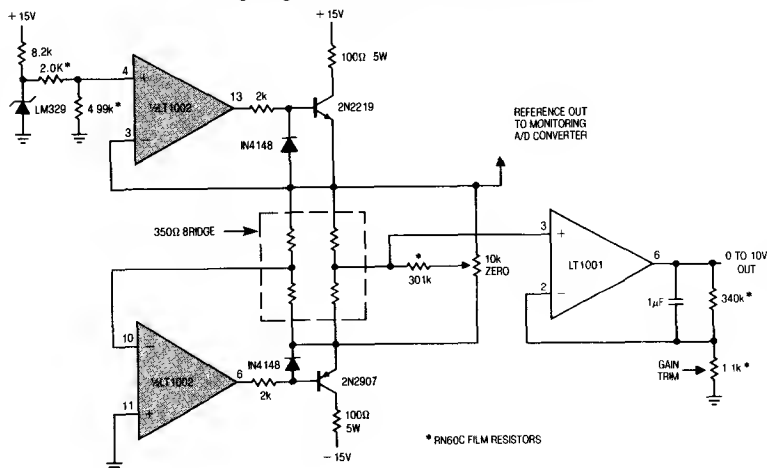 +15V
8.2k
2.0K*
LM329
4.99k*
4
+
½LT1002
3
−
13
2k
IN4148
+15V
100Ω 5W
2N2219
REFERENCE OUT
TO MONITORING
A/D CONVERTER
350Ω BRIDGE
*
301k
10k
ZERO
3
+
LT1001
2
−
6
0 TO 10V
OUT
1µF
340k*
GAIN
TRIM
1.1k*
10
−
½LT1002
11
+
6
2k
IN4148
2N2907
100Ω
5W
−15V
* RN60C FILM RESISTORS